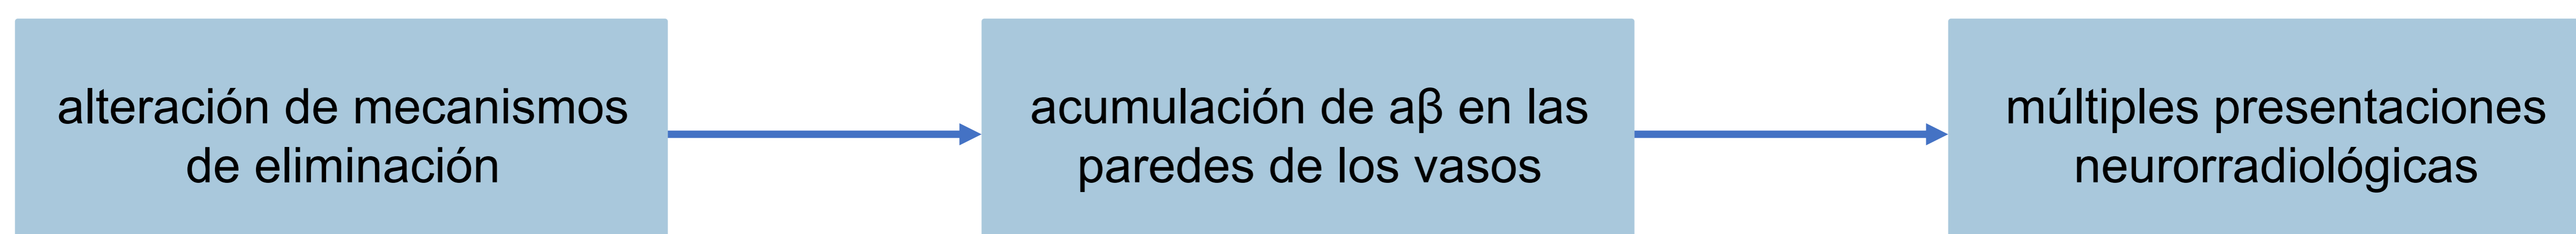 alteración de mecanismos
de eliminación
acumulación de aβ en las
paredes de los vasos
múltiples presentaciones
neurorradiológicas